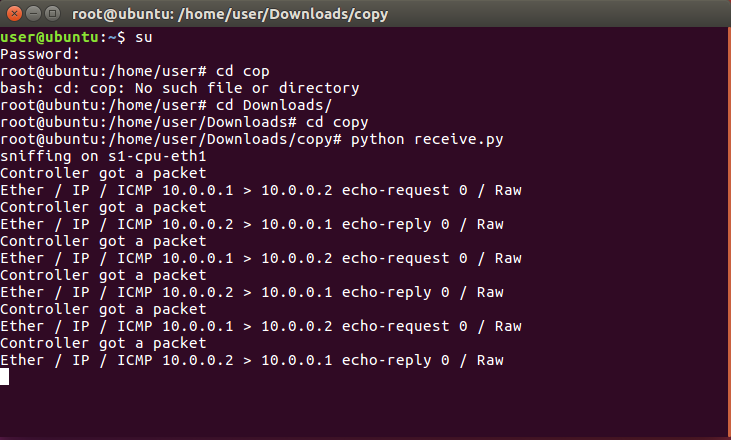 root@ubuntu: /home/user/Downloads/copy
user@ubuntu:~$ su
Password:
root@ubuntu:/home/user# cd cop
bash: cd: cop: No such file or directory
root@ubuntu:/home/user# cd Downloads/
root@ubuntu:/home/user/Downloads# cd copy
root@ubuntu:/home/user/Downloads/copy# python receive.py
sniffing on s1-cpu-eth1
Controller got a packet
Ether / IP / ICMP 10.0.0.1 > 10.0.0.2 echo-request 0 / Raw
Controller got a packet
Ether / IP / ICMP 10.0.0.2 > 10.0.0.1 echo-reply 0 / Raw
Controller got a packet
Ether / IP / ICMP 10.0.0.1 > 10.0.0.2 echo-request 0 / Raw
Controller got a packet
Ether / IP / ICMP 10.0.0.2 > 10.0.0.1 echo-reply 0 / Raw
Controller got a packet
Ether / IP / ICMP 10.0.0.1 > 10.0.0.2 echo-request 0 / Raw
Controller got a packet
Ether / IP / ICMP 10.0.0.2 > 10.0.0.1 echo-reply 0 / Raw